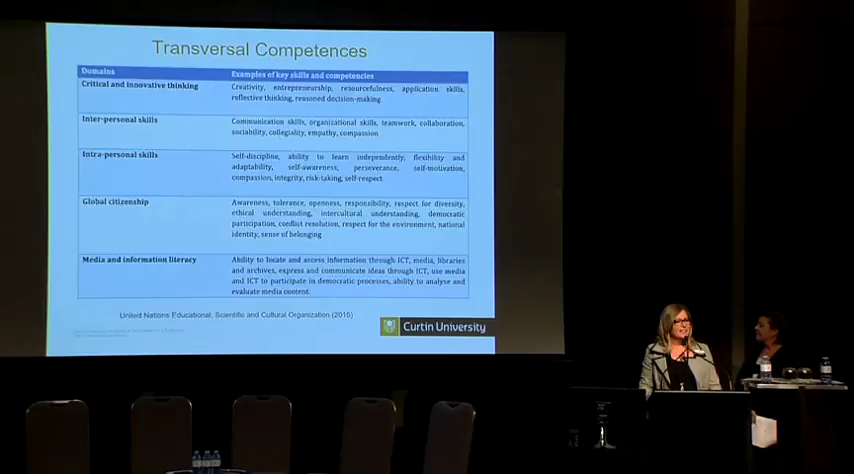 Transversal Competences
Domains
Examples of key skills and competencies
Critical and innovative thinking
Creativity, entrepreneurship, resourcefulness, application skills,
reflective thinking, reasoned decision-making
Inter-personal skills
Communication skills, organizational skills, teamwork, collaboration,
sociability, collegiality, empathy, compassion
Intra-personal skills
Self-discipline, ability to learn independently, flexibility and
adaptability, self-awareness, perseverance, self-motivation,
compassion, integrity, risk-taking, self-respect
Global citizenship
Awareness, tolerance, openness, responsibility, respect for diversity,
ethical understanding, intercultural understanding, democratic
participation, conflict resolution, respect for the environment, national
identity, sense of belonging
Media and information literacy
Ability to locate and access information through ICT, media, libraries
and archives, express and communicate ideas through ICT, use media
and ICT to participate in democratic processes, ability to analyse and
evaluate media content.
United Nations Educational, Scientific and Cultural Organization (2015)
Curtin University